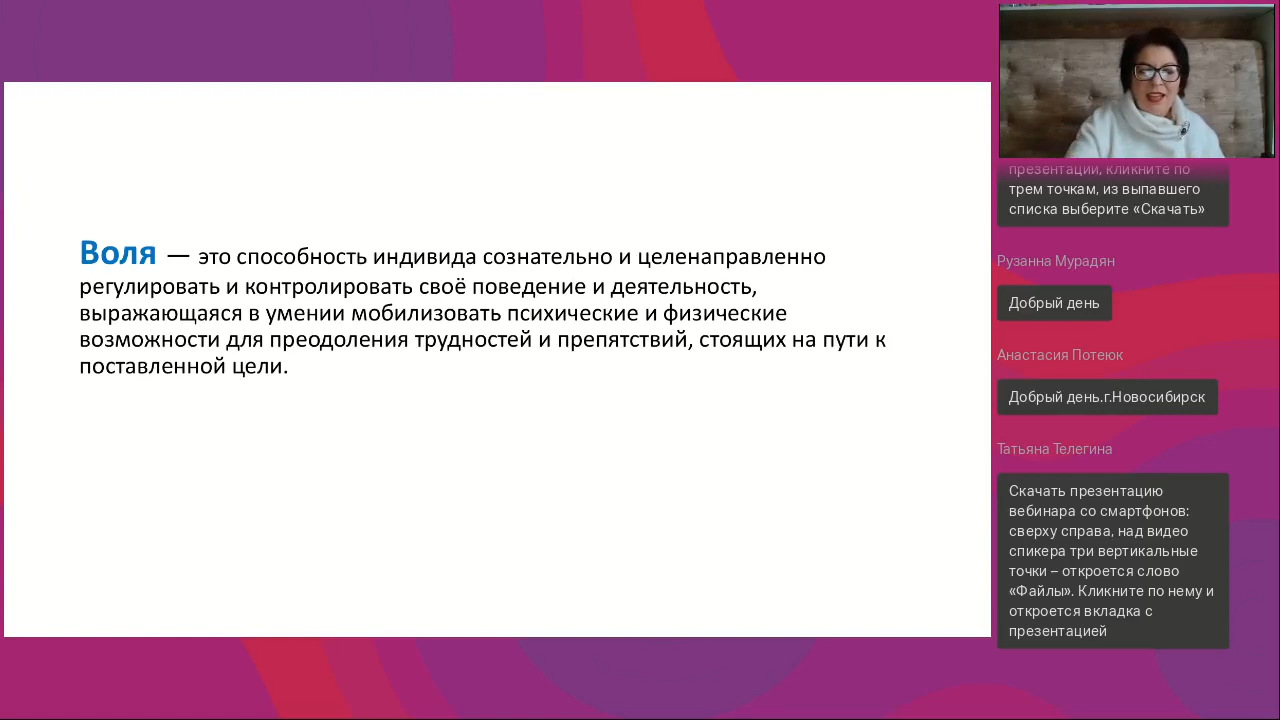 Воля — это способность индивида сознательно и целенаправленно
регулировать и контролировать своё поведение и деятельность,
выражающаяся в умении мобилизовать психические и физические
возможности для преодоления трудностей и препятствий, стоящих на пути к
поставленной цели.
презентации, кликните по
трем точкам, из выпавшего
списка выберите «Скачать»
Рузанна Мурадян
Добрый день
Анастасия Потеюк
Добрый день.г.Новосибирск
Татьяна Телегина
Скачать презентацию
вебинара со смартфонов:
сверху справа, над видео
спикера три вертикальные
точки – откроется слово
«Файлы». Кликните по нему и
откроется вкладка с
презентацией